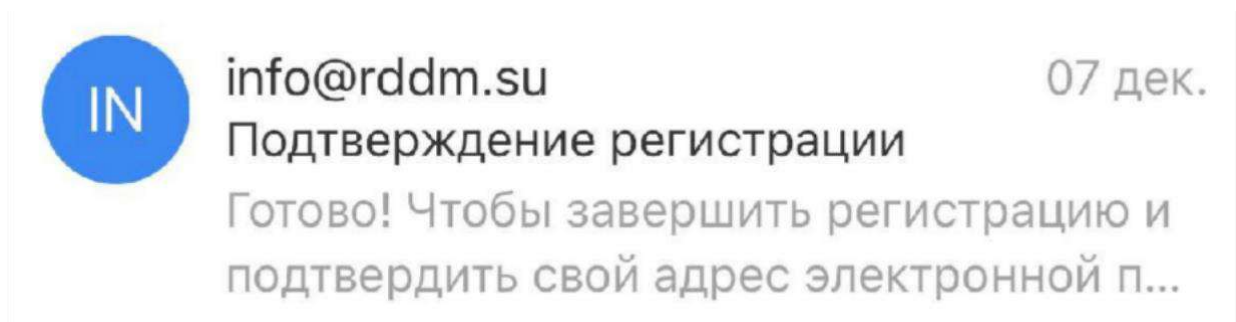 IN
info@rddm.su
07 дек.
Подтверждение регистрации
Готово! Чтобы завершить регистрацию и
подтвердить свой адрес электронной п...